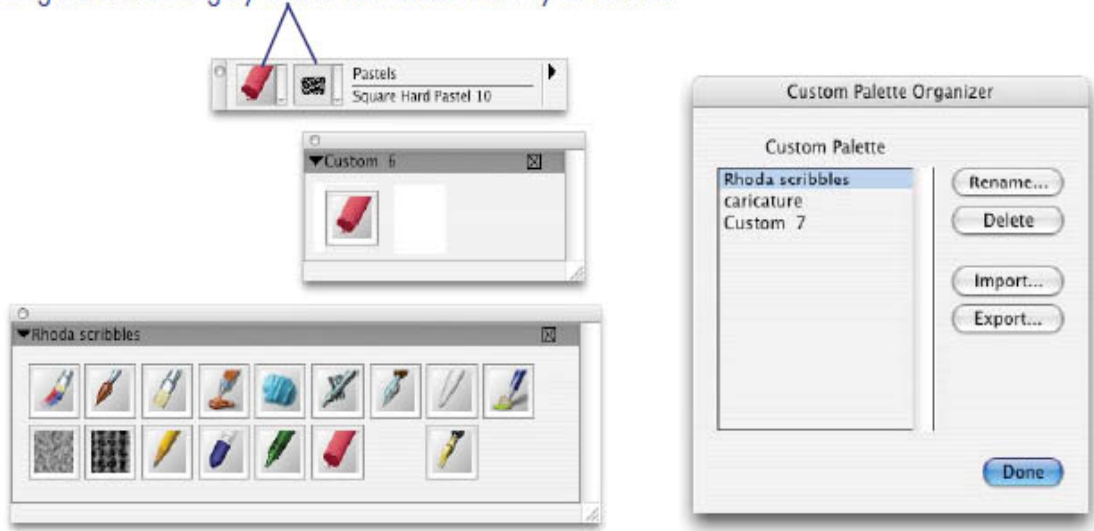 Pastels
Square Hard Pastel 10
Custom 6
Rhoda scribbles
Custom Palette Organizer
Custom Palette
Rhoda scribbles
caricature
Custom 7
Rename...
Delete
Import...
Export...
Done